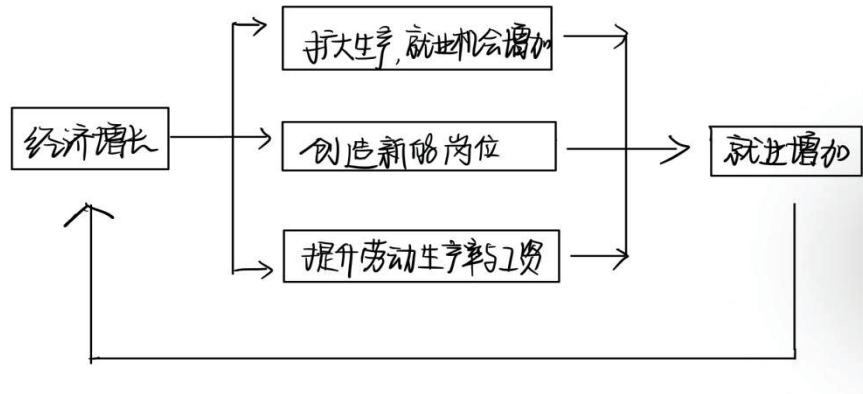 扩大生产,就业机会增加
经济增长
创造新的岗位
就业增加
提升劳动生产率与工资